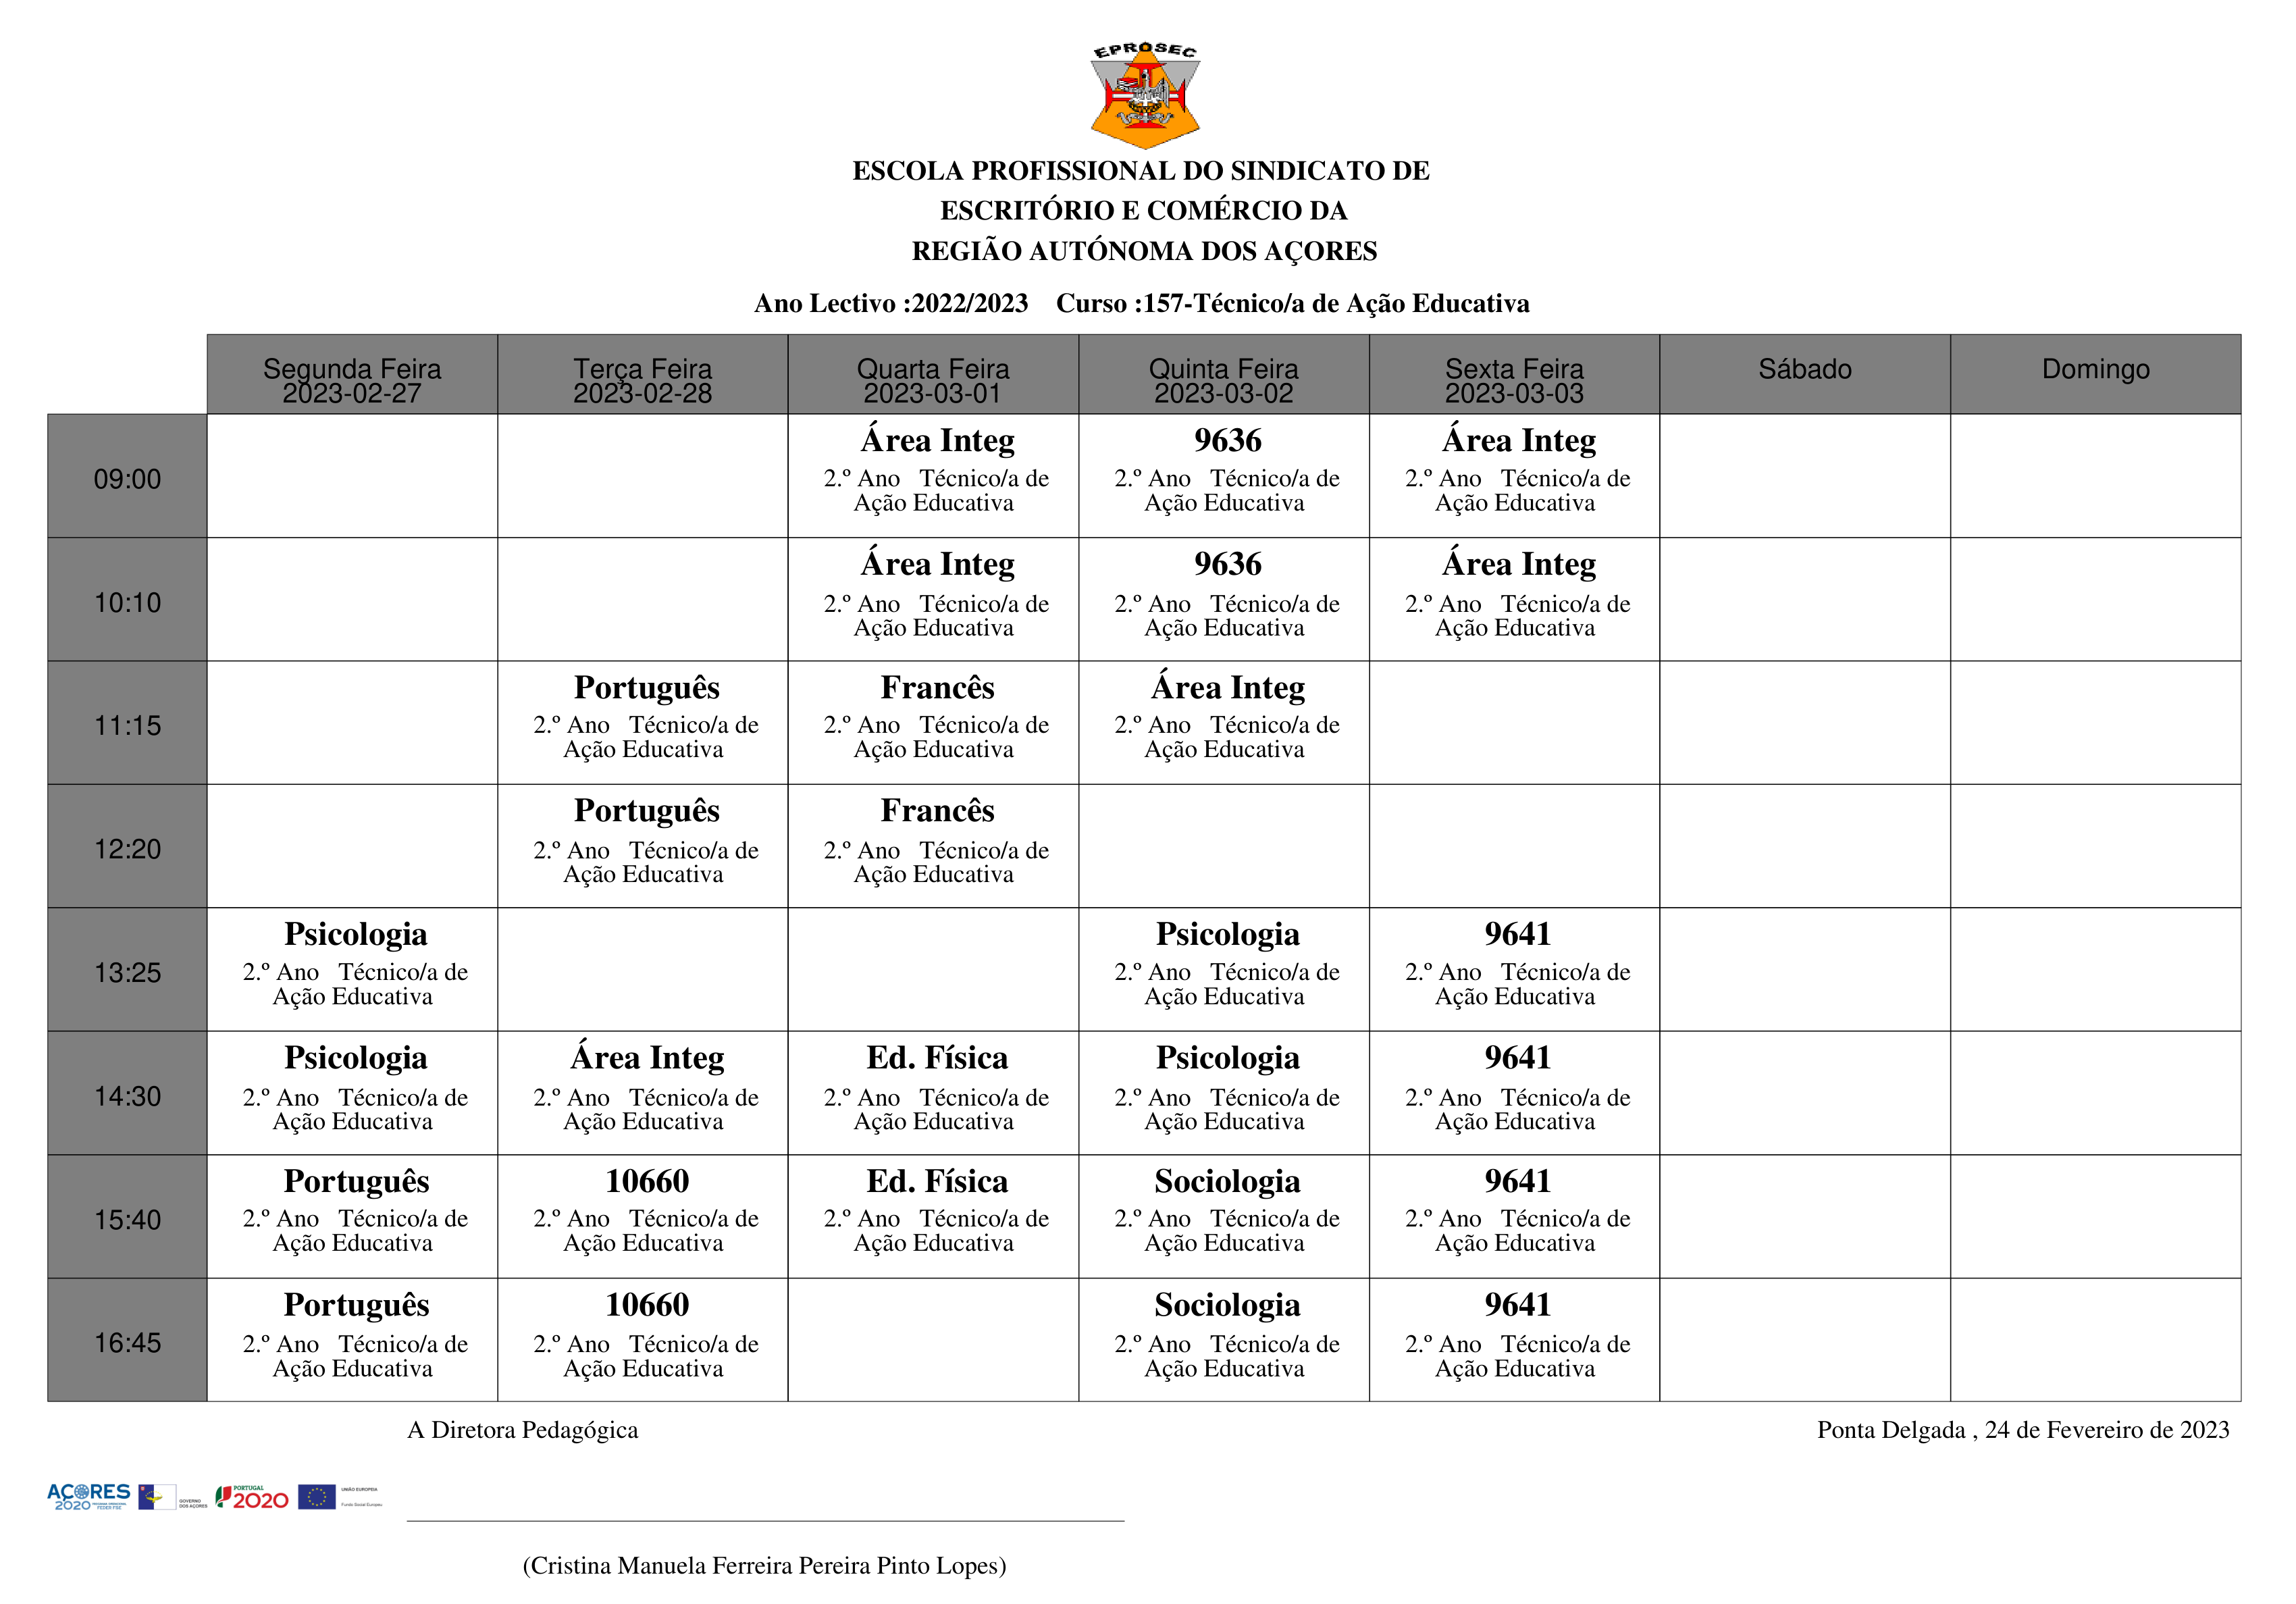 EPROSEC
ESCOLA PROFISSIONAL DO SINDICATO DE
ESCRITÓRIO E COMÉRCIO DA
REGIÃO AUTÓNOMA DOS AÇORES
Ano Lectivo :2022/2023 Curso :157-Técnico/a de Ação Educativa
Segunda Feira Terça Feira Quarta Feira Quinta Feira Sexta Feira Sábado Domingo
2023-02-27 2023-02-28 2023-03-01 2023-03-02 2023-03-03
Área Integ 9636 Área Integ
09:00 2.º Ano Técnico/a de 2.º Ano Técnico/a de 2.º Ano Técnico/a de
Ação Educativa Ação Educativa Ação Educativa
Área Integ 9636 Área Integ
10:10 2.º Ano Técnico/a de 2.º Ano Técnico/a de 2.º Ano Técnico/a de
Ação Educativa Ação Educativa Ação Educativa
Português Francês Área Integ
11:15 2.º Ano Técnico/a de 2.º Ano Técnico/a de 2.º Ano Técnico/a de
Ação Educativa Ação Educativa Ação Educativa
Português Francês
12:20 2.º Ano Técnico/a de 2.º Ano Técnico/a de
Ação Educativa Ação Educativa
Psicologia Psicologia 9641
13:25 2.º Ano Técnico/a de 2.º Ano Técnico/a de 2.º Ano Técnico/a de
Ação Educativa Ação Educativa Ação Educativa
Psicologia Área Integ Ed. Física Psicologia 9641
14:30 2.º Ano Técnico/a de 2.º Ano Técnico/a de 2.º Ano Técnico/a de 2.º Ano Técnico/a de 2.º Ano Técnico/a de
Ação Educativa Ação Educativa Ação Educativa Ação Educativa Ação Educativa
Português 10660 Ed. Física Sociologia 9641
15:40 2.º Ano Técnico/a de 2.º Ano Técnico/a de 2.º Ano Técnico/a de 2.º Ano Técnico/a de 2.º Ano Técnico/a de
Ação Educativa Ação Educativa Ação Educativa Ação Educativa Ação Educativa
Português 10660 Sociologia 9641
16:45 2.º Ano Técnico/a de 2.º Ano Técnico/a de 2.º Ano Técnico/a de 2.º Ano Técnico/a de
Ação Educativa Ação Educativa Ação Educativa Ação Educativa
A Diretora Pedagógica Ponta Delgada , 24 de Fevereiro de 2023
AÇORES
2020
GOVERNO
DOS AÇORES
PORTUGAL
2020
UNIÃO EUROPEIA
Fundo Social Europeu
(Cristina Manuela Ferreira Pereira Pinto Lopes)